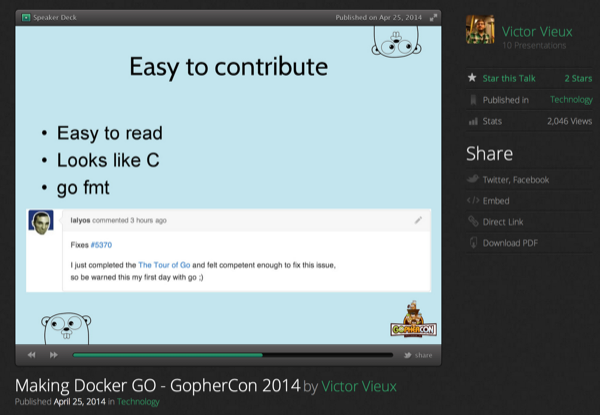 Speaker Deck
Published on Apr 25, 2014
Easy to contribute
• Easy to read
• Looks like C
• go fmt
lalyos commented 3 hours ago
Fixes #5370
I just completed the The Tour of Go and felt competent enough to fix this issue,
so be warned this my first day with go ;)
GOPHERCON
share
Making Docker GO - GopherCon 2014 by Victor Vieux
Published April 25, 2014 in Technology
Victor Vieux
10 Presentations
Star this Talk
2 Stars
Published in
Technology
Stats
2,046 Views
Share
Twitter, Facebook
Embed
Direct Link
Download PDF